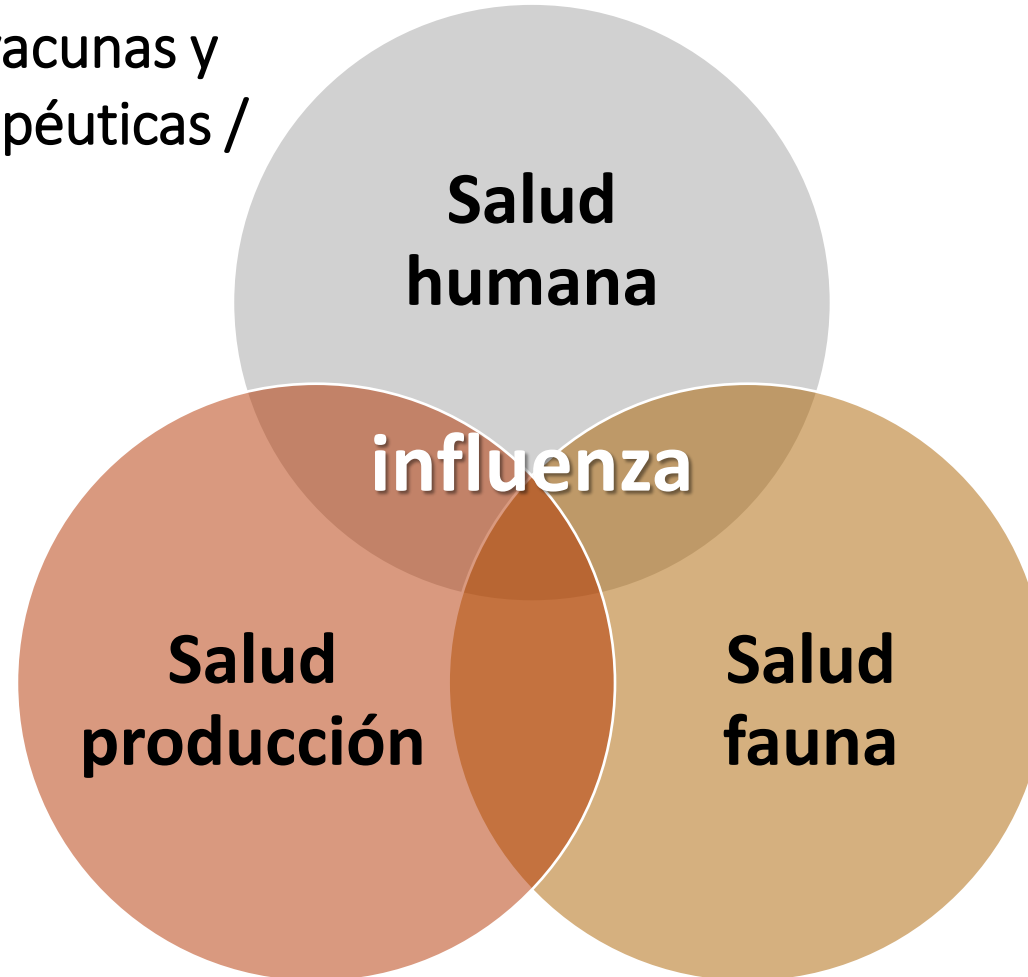 vacunas y
péuticas /
Salud
humana
influenza
Salud
producción
Salud
fauna